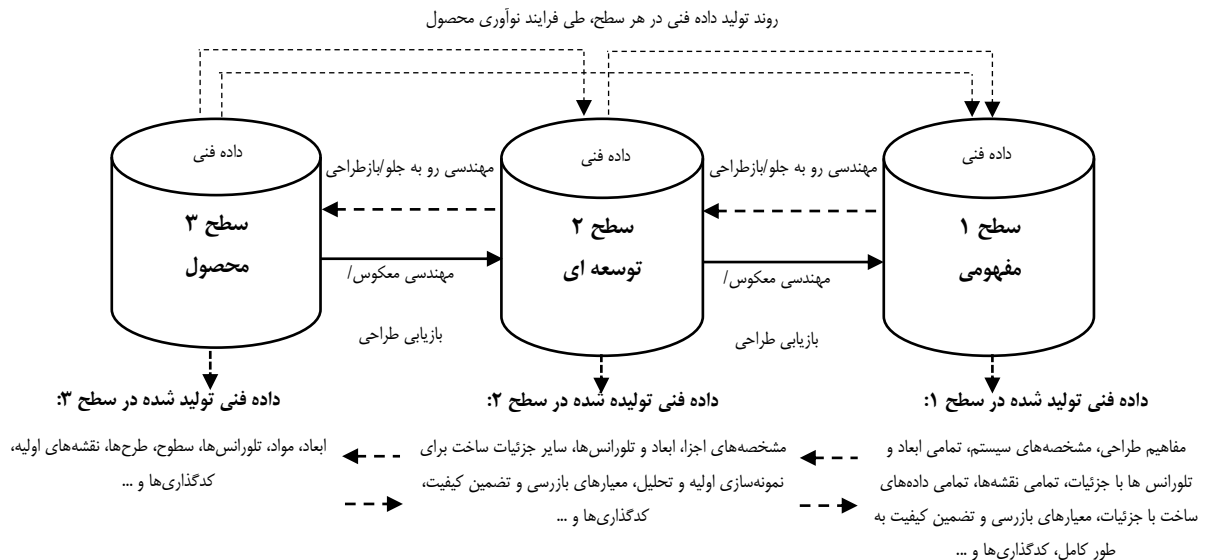 روند تولید داده فنی در هر سطح، طی فرایند نوآوری محصول
داده فنی
سطح ۱
مفهومی
مهندسی رو به جلو/بازطراحی
مهندسی معکوس/
بازیابی طراحی
داده فنی
سطح ۲
توسعه ای
مهندسی رو به جلو/بازطراحی
مهندسی معکوس/
بازیابی طراحی
داده فنی
سطح ۳
محصول
داده فنی تولید شده در سطح ۱:
مفاهیم طراحی، مشخصه‌های سیستم، تمامی ابعاد و
تلورانس ها با جزئیات، تمامی نقشه‌ها، تمامی داده‌های
ساخت با جزئیات، معیارهای بازرسی و تضمین کیفیت به
طور کامل، کدگذاری‌ها و ...
داده فنی تولیده شده در سطح ۲:
مشخصه‌های اجزا، ابعاد و تلورانس‌ها، سایر جزئیات ساخت برای
نمونه‌سازی اولیه و تحلیل، معیارهای بازرسی و تضمین کیفیت،
کدگذاری‌ها و ...
داده فنی تولید شده در سطح ۳:
ابعاد، مواد، تلورانس‌ها، سطوح، طرح‌ها، نقشه‌های اولیه،
کدگذاری‌ها و ...